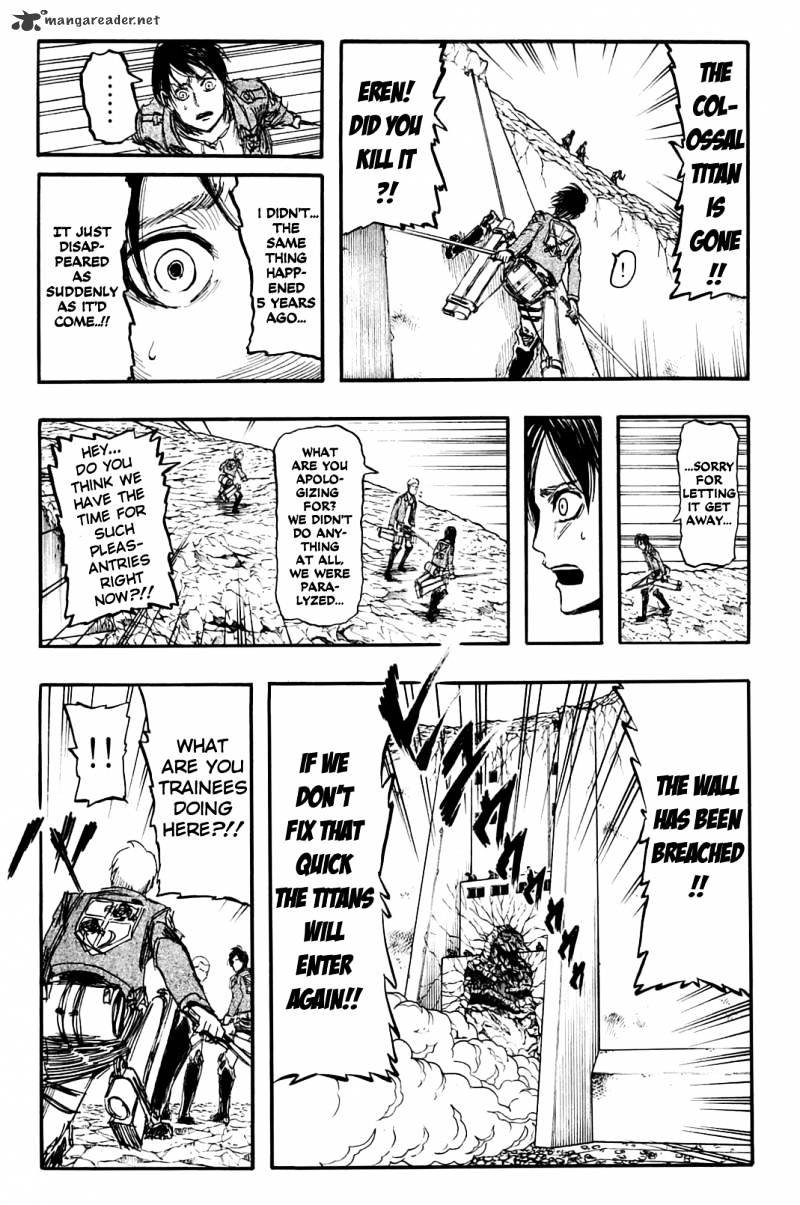 mangareader.net
THE
COL-
OSSAL
TITAN
IS
GONE
!!
EREN!
DID YOU
KILL IT
?!
!
......
I DIDN'T...
THE
SAME
THING
HAPP-
ENED
5 YEARS
AGO...
IT JUST
DISAP-
PEARED
AS
SUDDENLY
AS IT'D
COME..!!
...SORRY
FOR
LETTING
IT GET
AWAY...
WHAT
ARE YOU
APOLO-
GIZING
FOR?
WE DIDN'T
DO ANY-
THING
AT ALL,
WE WERE
PARA-
LYZED...
HEY...
DO YOU
THINK WE
HAVE THE
TIME FOR
SUCH
PLEAS-
ANTRIES
RIGHT
NOW?!!
THE WALL
HAS BEEN
BREACHED
!!
IF WE
DON'T
FIX THAT
QUICK
THE TITANS
WILL
ENTER
AGAIN!!
WHAT
ARE YOU
TRAINEES
DOING
HERE?!!
!!